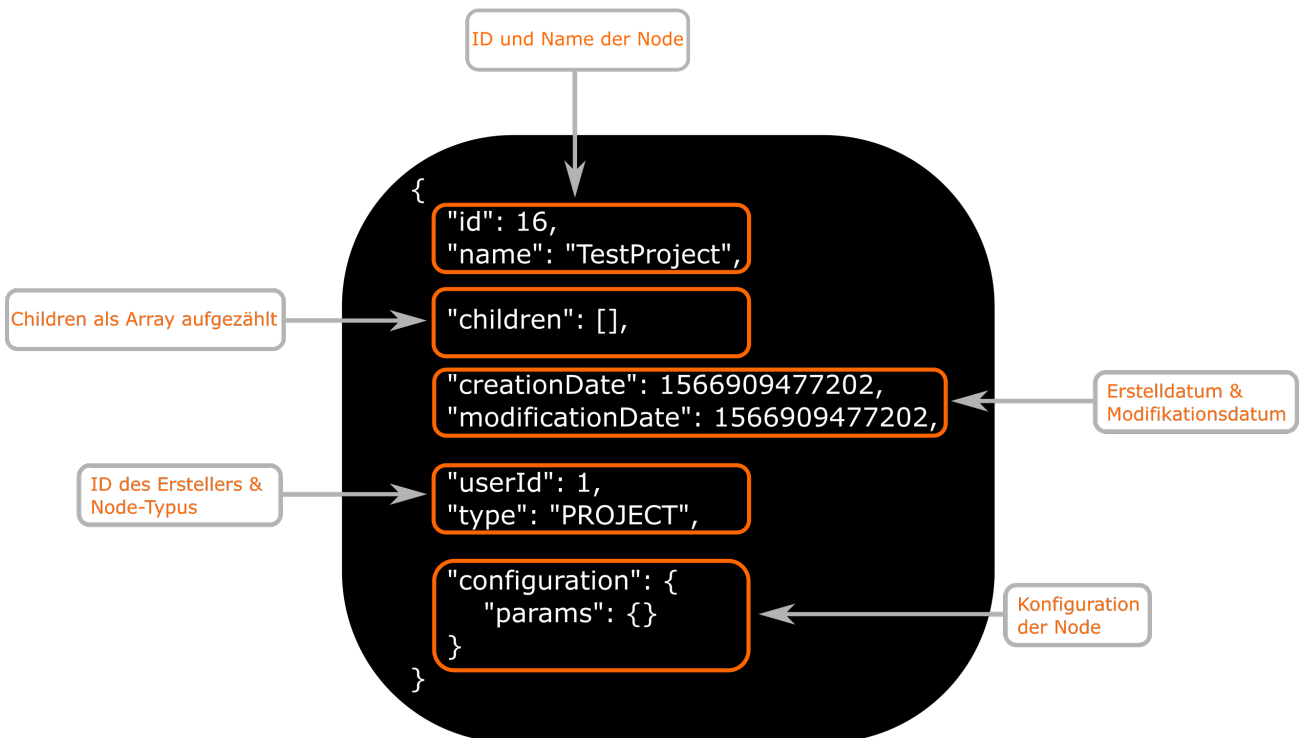 ID und Name der Node
{
"id": 16,
"name": "TestProject",
Children als Array aufgezählt
"children": [],
"creationDate": 1566909477202,
"modificationDate": 1566909477202,
Erstelldatum &
Modifikationsdatum
ID des Erstellers &
Node-Typus
"userId": 1,
"type": "PROJECT",
"configuration": {
"params": {}
}
Konfiguration
der Node
}